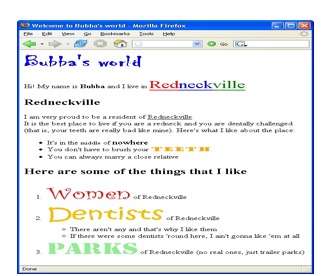 Welcome to Bubba's world - Mozilla Firefox
File Edit View Go Bookmarks Tools Help
Go
Bubba's world
Hi! My name is Bubba and I live in Redneckville
Redneckville
I am very proud to be a resident of Redneckville.
It is the best place to live if you are a redneck and you are dentally challenged
(that is, your teeth are really bad like mine). Here's what I like about the place:
It's in the middle of nowhere
You don't have to brush your TEETH
You can always marry a close relative
Here are some of the things that I like
1. Women of Redneckville
2. Dentists of Redneckville
There aren't any and that's why I like them
If there were some dentists 'round here, I ain't gonna like 'em at all
3. PARKS of Redneckville (no real ones, just trailer parks)
Done